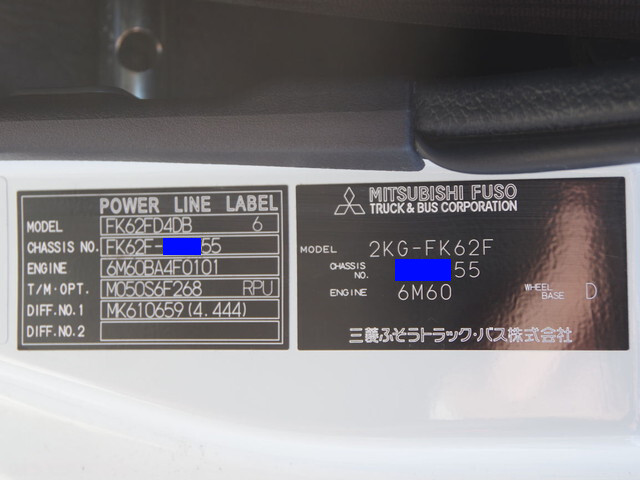 POWER LINE LABEL
MODEL FK62FD4DB 6
CHASSIS NO. FK62F- 55
ENGINE 6M60BA4F0101
T/M・OPT. M050S6F268 RPU
DIFF.NO.1 MK610659(4.444)
DIFF.NO.2
MITSUBISHI FUSO
TRUCK & BUS CORPORATION
MODEL 2KG-FK62F
CHASSIS NO. 55
ENGINE 6M60 WHEEL BASE D
三菱ふそうトラック・バス株式会社